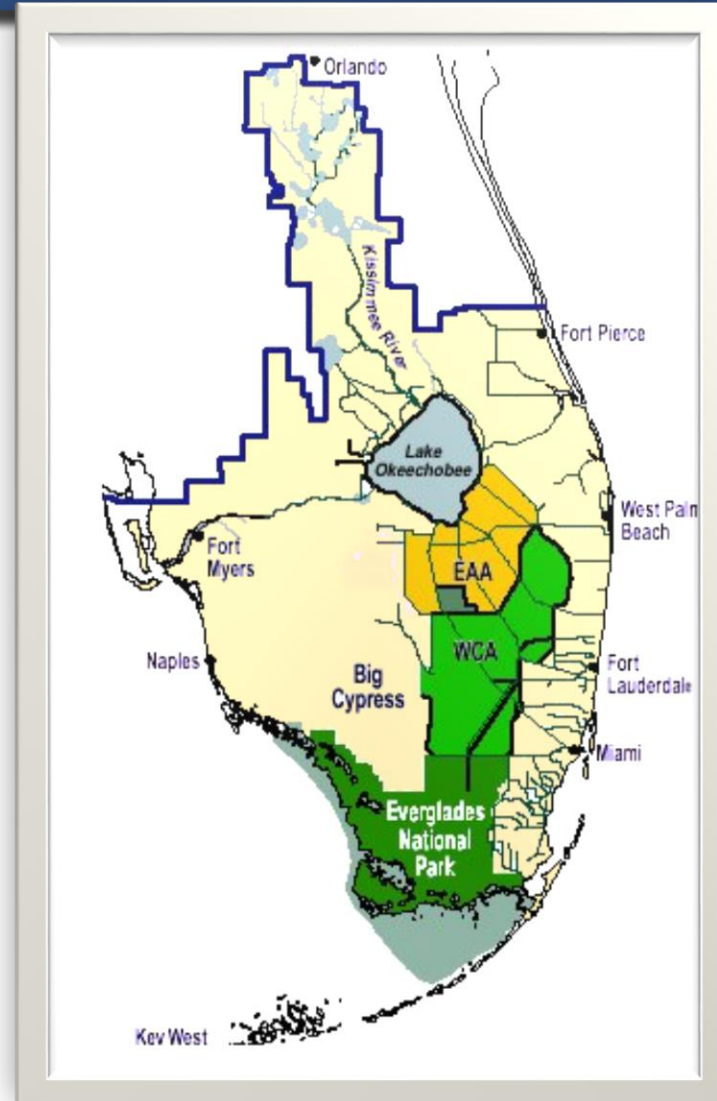 Orlando
Kissimmee River
Fort Pierce
Lake
Okeechobee
West Palm
Beach
Fort
Myers
EAA
WCA
Naples
Big
Cypress
Fort
Lauderdale
Miami
Everglades
National
Park
Key West